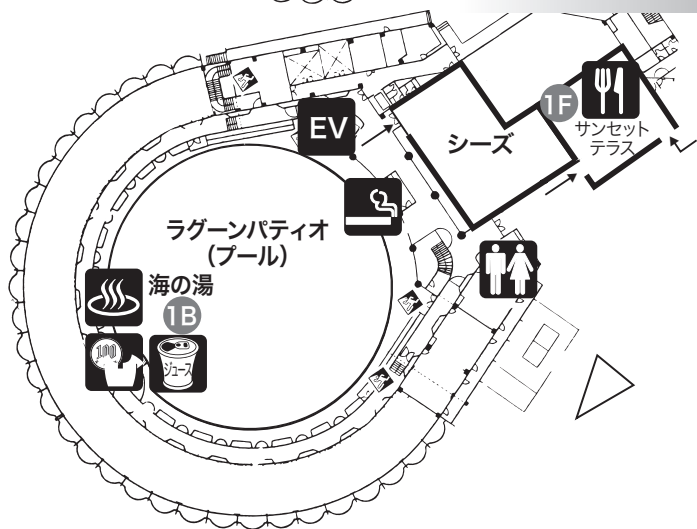 EV
シーズ
1F
サンセット
テラス
ラグーンパティオ
(プール)
海の湯
1B
100
ジュース